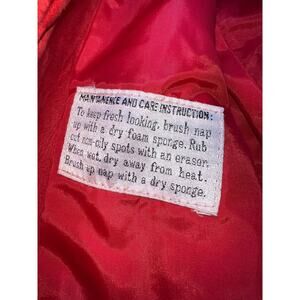 MAINTANENCE AND CARE INSTRUCTION:
To keep fresh looking, brush nap
up with a dry foam sponge. Rub
out non-oily spots with an eraser.
When wet, dry away from heat.
Brush up nap with a dry sponge.